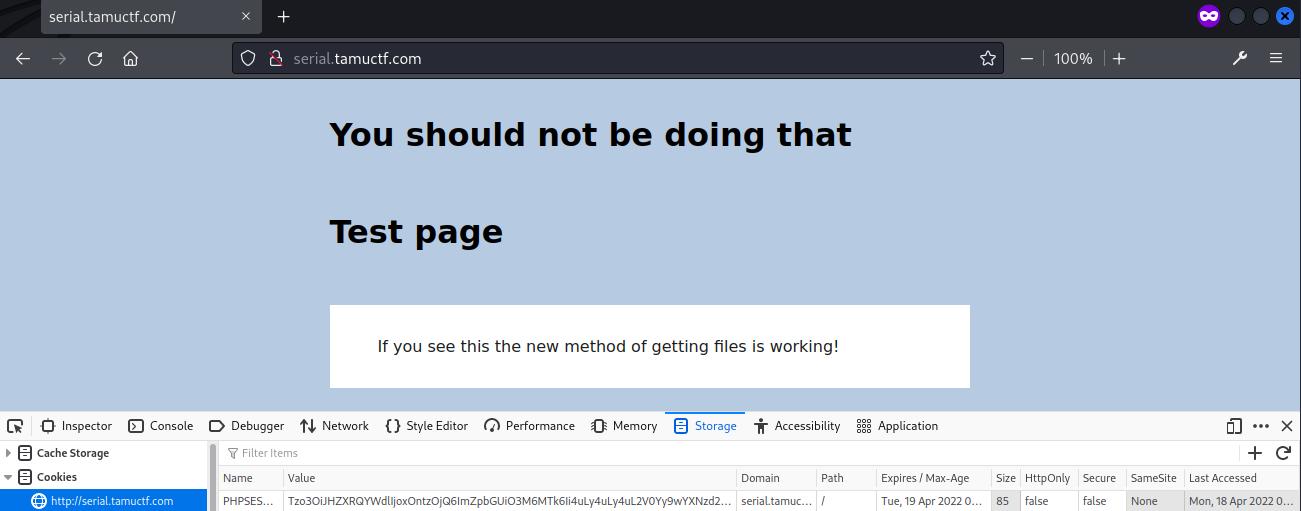 serial.tamuctf.com/
serial.tamuctf.com
100%
You should not be doing that
Test page
If you see this the new method of getting files is working!
Inspector Console Debugger Network Style Editor Performance Memory Storage Accessibility Application
Cache Storage
Filter Items
Cookies
Name Value Domain Path Expires / Max-Age Size HttpOnly Secure SameSite Last Accessed
http://serial.tamuctf.com
PHPSES... serial.tamuc... / Tue, 19 Apr 2022 0... 85 false false None Mon, 18 Apr 2022 0...